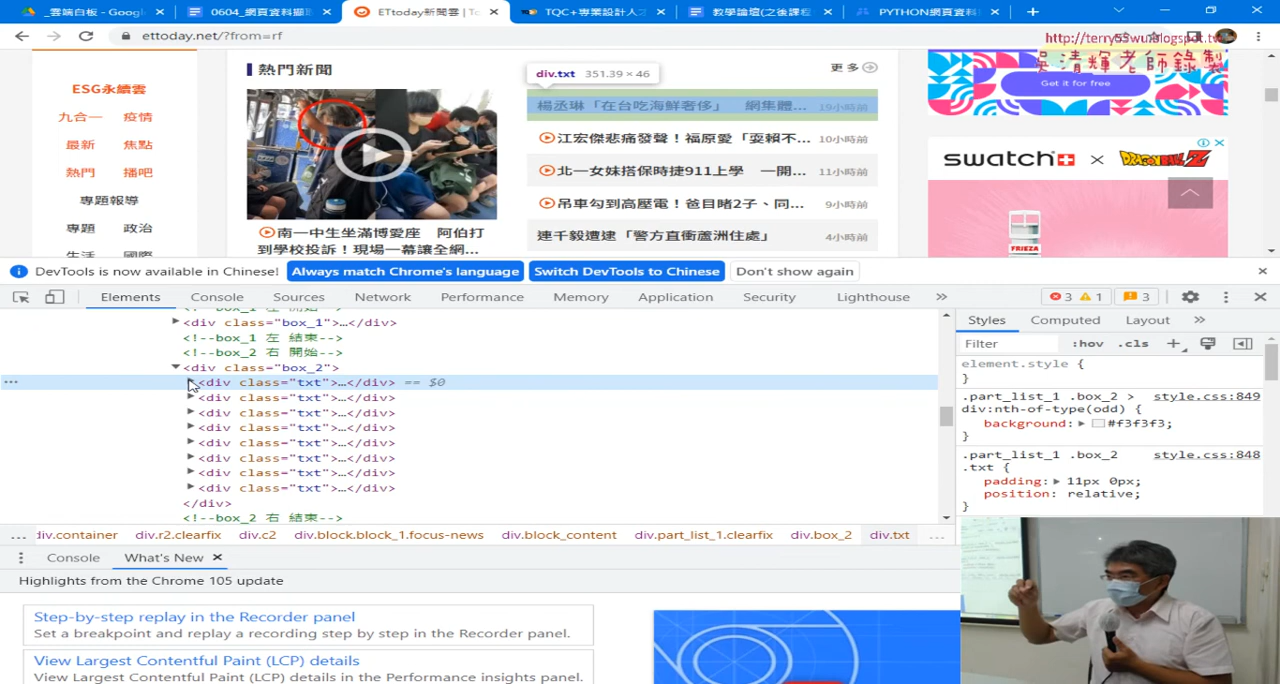 _雲端白板 - Googl
0604_網頁資料擷
ETtoday新聞雲 |
TQC+專業設計人才
教學論壇(之後課程
PYTHON網頁資料
ettoday.net/?from=rf
http://terry55wu.blogspot.tw
吳清輝老師錄製
ESG永續雲
九合一 疫情
最新 焦點
熱門 播吧
專題報導
專題 政治
生活 國際
熱門新聞
更多
南一中生坐滿博愛座 阿伯打
到學校投訴!現場一幕讓全網...
div.txt 351.39 × 46
楊丞琳「在台吃海鮮奢侈」 網集體... 19小時前
江宏傑悲痛發聲!福原愛「耍賴不... 10小時前
北一女妹搭保時捷911上學 一開... 11小時前
吊車勾到高壓電!爸目睹2子、同... 9小時前
連千毅遭逮「警方直衝蘆洲住處」 4小時前
Get it for free
swatch × DRAGONBALL Z
FRIEZA
DevTools is now available in Chinese!
Always match Chrome's language
Switch DevTools to Chinese
Don't show again
Elements Console Sources Network Performance Memory Application Security Lighthouse »
3 1 3
<!--box_1 左 開始-->
<div class="box_1">…</div>
<!--box_1 左 結束-->
<!--box_2 右 開始-->
<div class="box_2">
<div class="txt">…</div> == $0
<div class="txt">…</div>
<div class="txt">…</div>
<div class="txt">…</div>
<div class="txt">…</div>
<div class="txt">…</div>
<div class="txt">…</div>
<div class="txt">…</div>
</div>
<!--box_2 右 結束-->
... div.container div.r2.clearfix div.c2 div.block.block_1.focus-news div.block_content div.part_list_1.clearfix div.box_2 div.txt ...
Styles Computed Layout »
Filter :hov .cls +
element.style {
}
.part_list_1 .box_2 > style.css:849
div:nth-of-type(odd) {
background: #f3f3f3;
}
.part_list_1 .box_2 style.css:848
.txt {
padding: 11px 0px;
position: relative;
}
Console What's New
Highlights from the Chrome 105 update
Step-by-step replay in the Recorder panel
Set a breakpoint and replay a recording step by step in the Recorder panel.
View Largest Contentful Paint (LCP) details
View Largest Contentful Paint (LCP) details in the Performance insights panel.